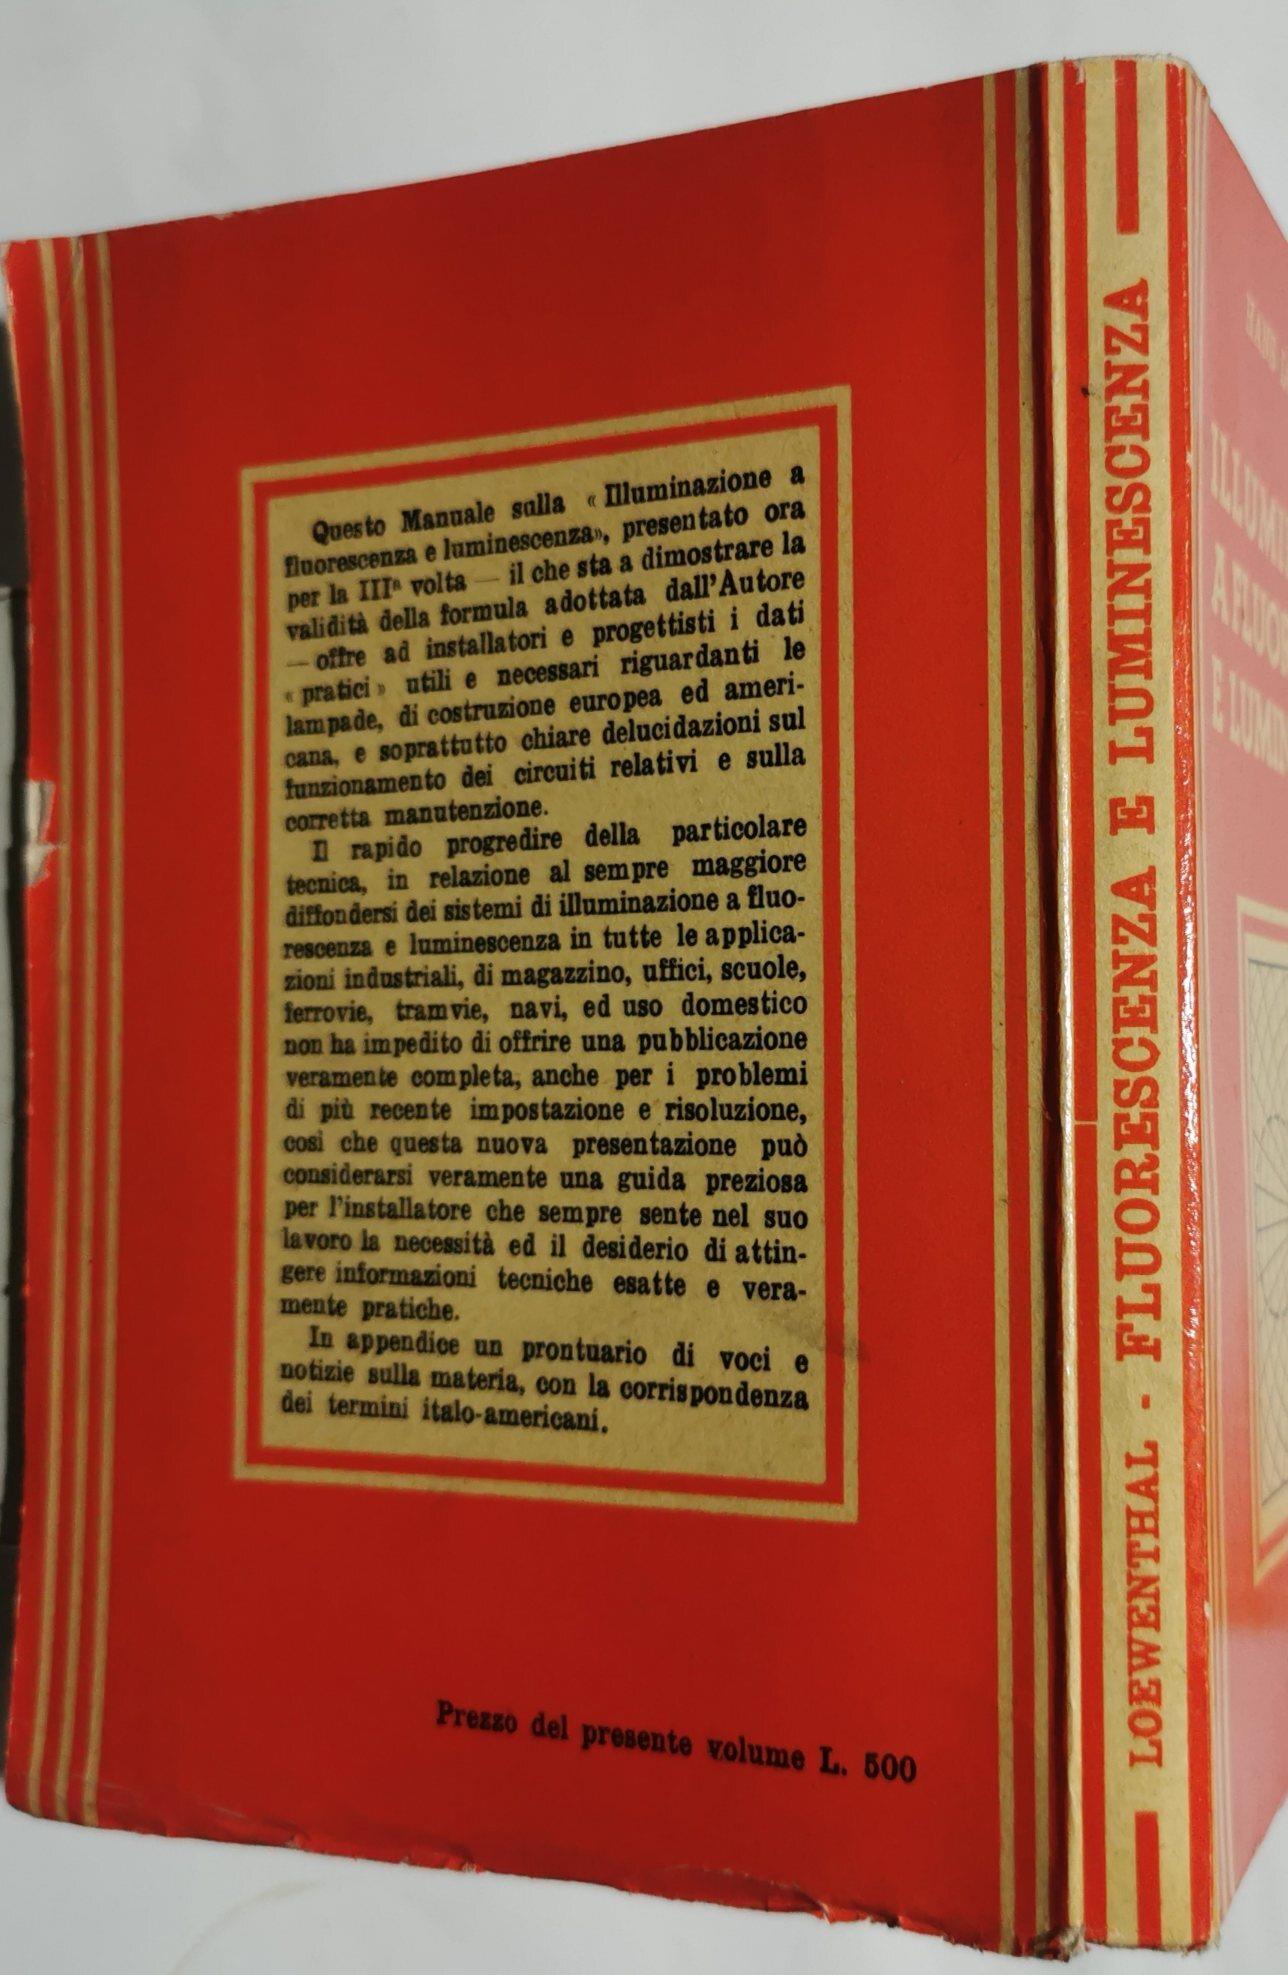 Questo Manuale sulla « Illuminazione a
fluorescenza e luminescenza», presentato ora
per la IIIª volta — il che sta a dimostrare la
validità della formula adottata dall'Autore
— offre ad installatori e progettisti i dati
« pratici » utili e necessari riguardanti le
lampade, di costruzione europea ed ameri-
cana, e soprattutto chiare delucidazioni sul
funzionamento dei circuiti relativi e sulla
corretta manutenzione.
Il rapido progredire della particolare
tecnica, in relazione al sempre maggiore
diffondersi dei sistemi di illuminazione a fluo-
rescenza e luminescenza in tutte le applica-
zioni industriali, di magazzino, uffici, scuole,
ferrovie, tramvie, navi, ed uso domestico
non ha impedito di offrire una pubblicazione
veramente completa, anche per i problemi
di più recente impostazione e risoluzione,
così che questa nuova presentazione può
considerarsi veramente una guida preziosa
per l'installatore che sempre sente nel suo
lavoro la necessità ed il desiderio di attin-
gere informazioni tecniche esatte e vera-
mente pratiche.
In appendice un prontuario di voci e
notizie sulla materia, con la corrispondenza
dei termini italo-americani.
Prezzo del presente volume L. 500
LOEWENTHAL - FLUORESCENZA E LUMINESCENZA
ILLUM
A FLUO
E LUM